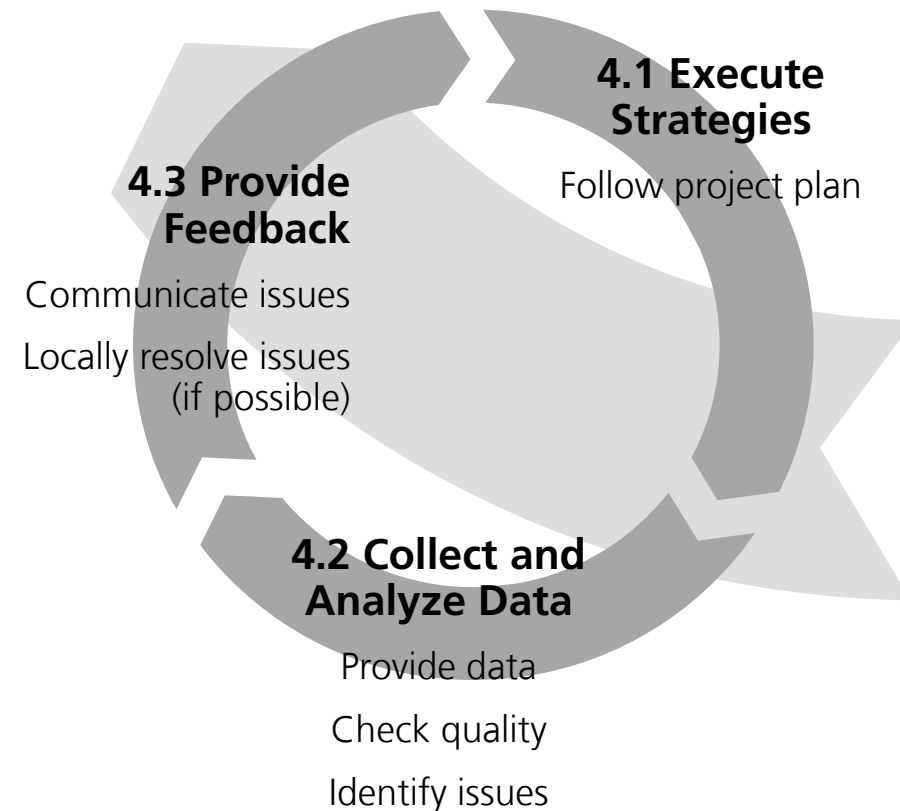 4.1 Execute
Strategies
Follow project plan
4.2 Collect and
Analyze Data
Provide data
Check quality
Identify issues
4.3 Provide
Feedback
Communicate issues
Locally resolve issues
(if possible)